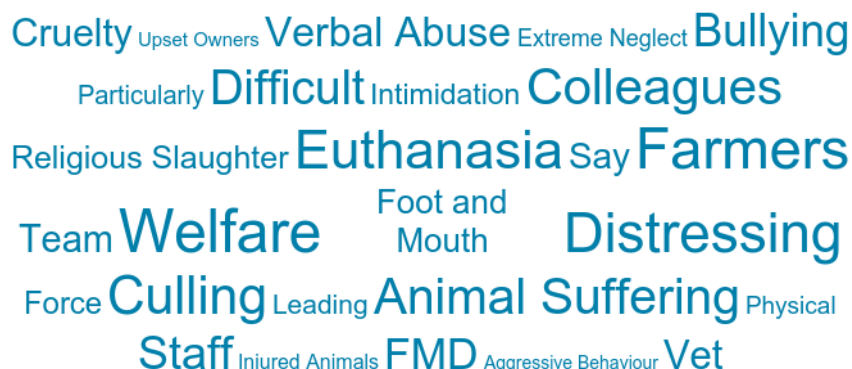 Cruelty Upset Owners Verbal Abuse Extreme Neglect Bullying
Particularly Difficult Intimidation Colleagues
Religious Slaughter Euthanasia Say Farmers
Team Welfare Foot and Mouth Distressing
Force Culling Leading Animal Suffering Physical
Staff Injured Animals FMD Aggressive Behaviour Vet